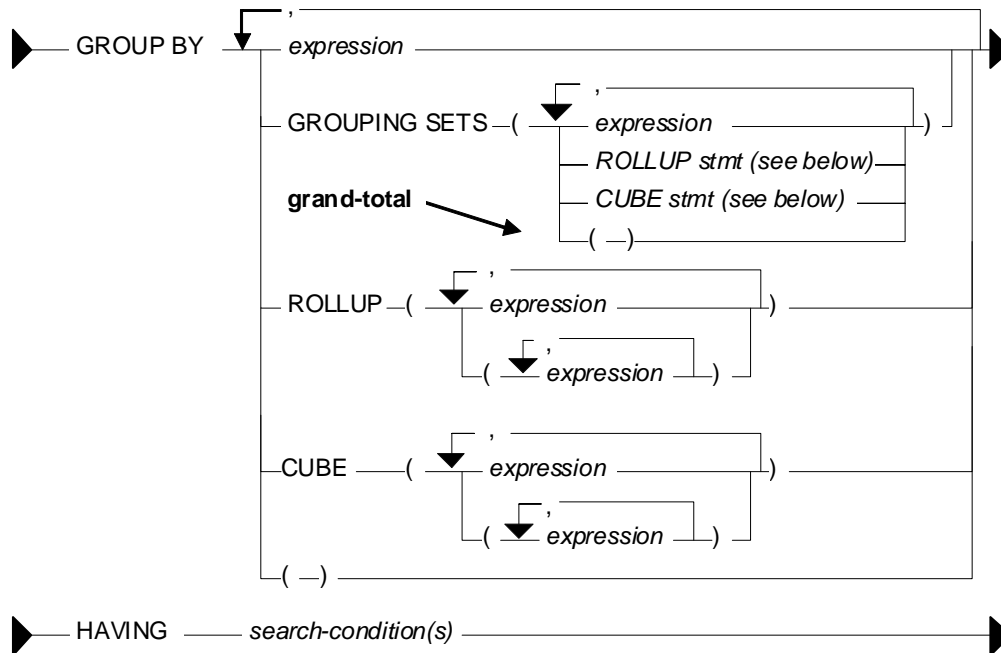 ,
GROUP BY expression
,
GROUPING SETS ( expression )
ROLLUP stmt (see below)
grand-total CUBE stmt (see below)
( )
,
ROLLUP ( expression )
,
( expression )
,
CUBE ( expression )
,
( expression )
( )
HAVING search-condition(s)